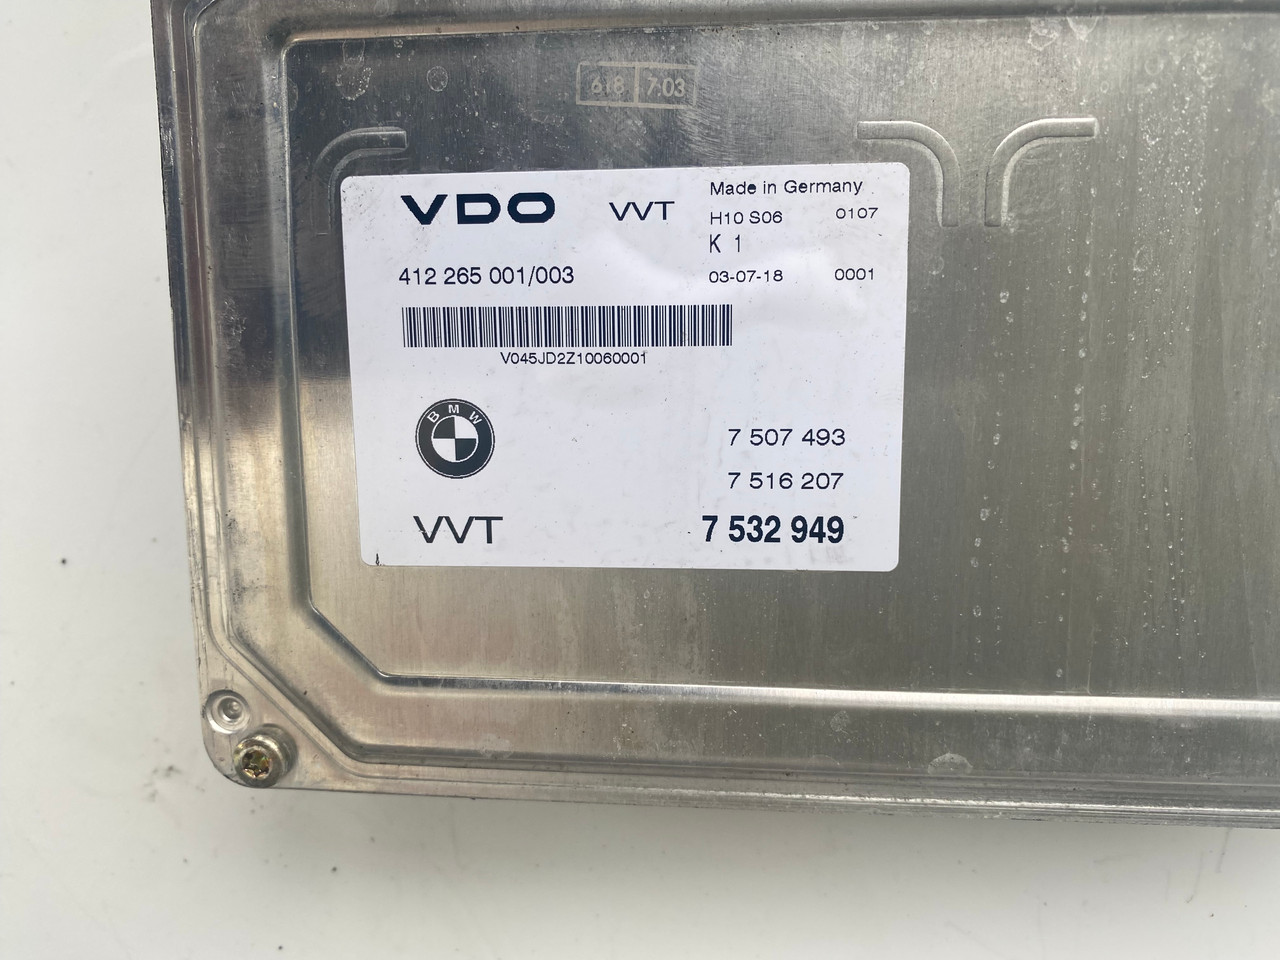 618 7.03
VDO VVT Made in Germany
H10 S06 0107
K 1
412 265 001/003 03-07-18 0001
V045JD2Z10060001
BMW
7 507 493
7 516 207
VVT 7 532 949